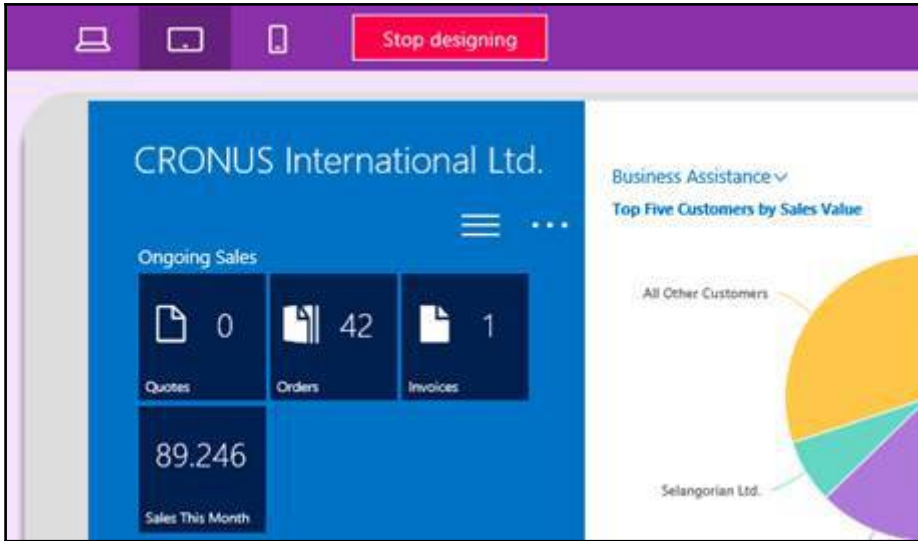 Stop designing
CRONUS International Ltd.
Ongoing Sales
0
Quotes
42
Orders
1
Invoices
89.246
Sales This Month
Business Assistance
Top Five Customers by Sales Value
All Other Customers
Selangorian Ltd.